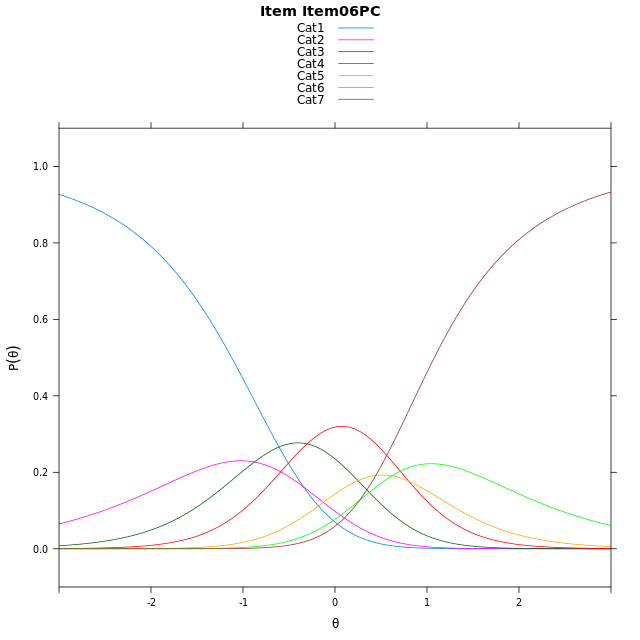 Item Item06PC
Cat1
Cat2
Cat3
Cat4
Cat5
Cat6
Cat7
1.0
0.8
0.6
0.4
0.2
0.0
P(θ)
-2 -1 0 1 2
θ